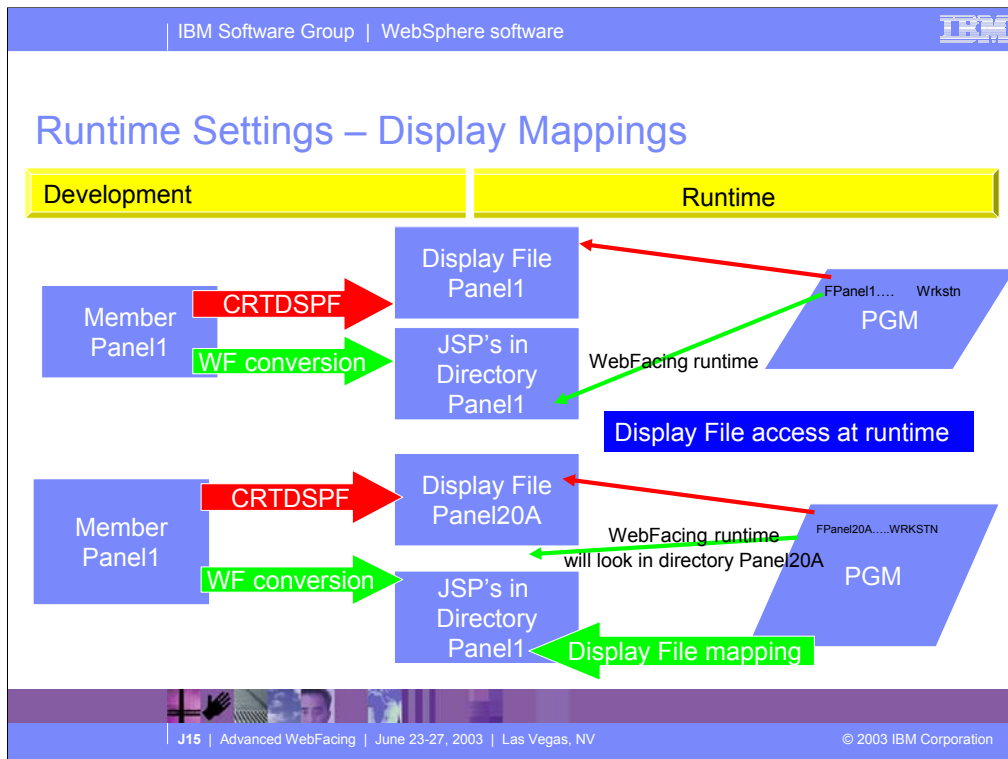 IBM Software Group | WebSphere software
IBM
Runtime Settings – Display Mappings
Development
Runtime
Member
Panel1
CRTDSPF
WF conversion
Display File
Panel1
JSP's in
Directory
Panel1
WebFacing runtime
FPanel1.... Wrkstn
PGM
Display File access at runtime
Member
Panel1
CRTDSPF
WF conversion
Display File
Panel20A
JSP's in
Directory
Panel1
WebFacing runtime
will look in directory Panel20A
FPanel20A.....WRKSTN
PGM
Display File mapping
J15 | Advanced WebFacing | June 23-27, 2003 | Las Vegas, NV
© 2003 IBM Corporation